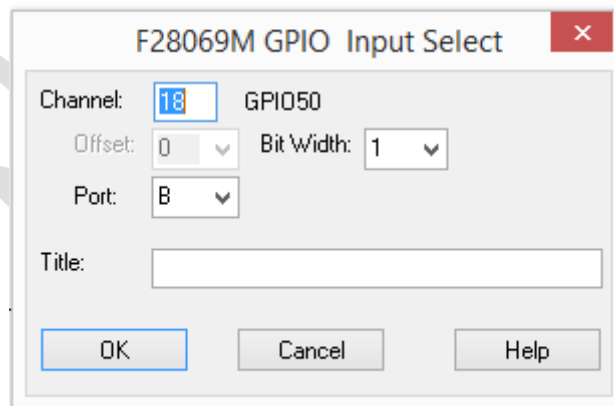 F28069M GPIO Input Select
Channel: 18 GPIO50
Offset: 0 Bit Width: 1
Port: B
Title:
OK Cancel Help